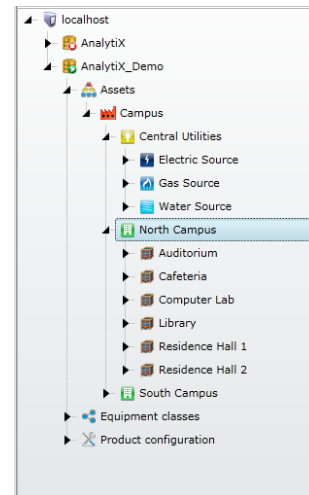 localhost
AnalytiX
AnalytiX_Demo
Assets
Campus
Central Utilities
Electric Source
Gas Source
Water Source
North Campus
Auditorium
Cafeteria
Computer Lab
Library
Residence Hall 1
Residence Hall 2
South Campus
Equipment classes
Product configuration